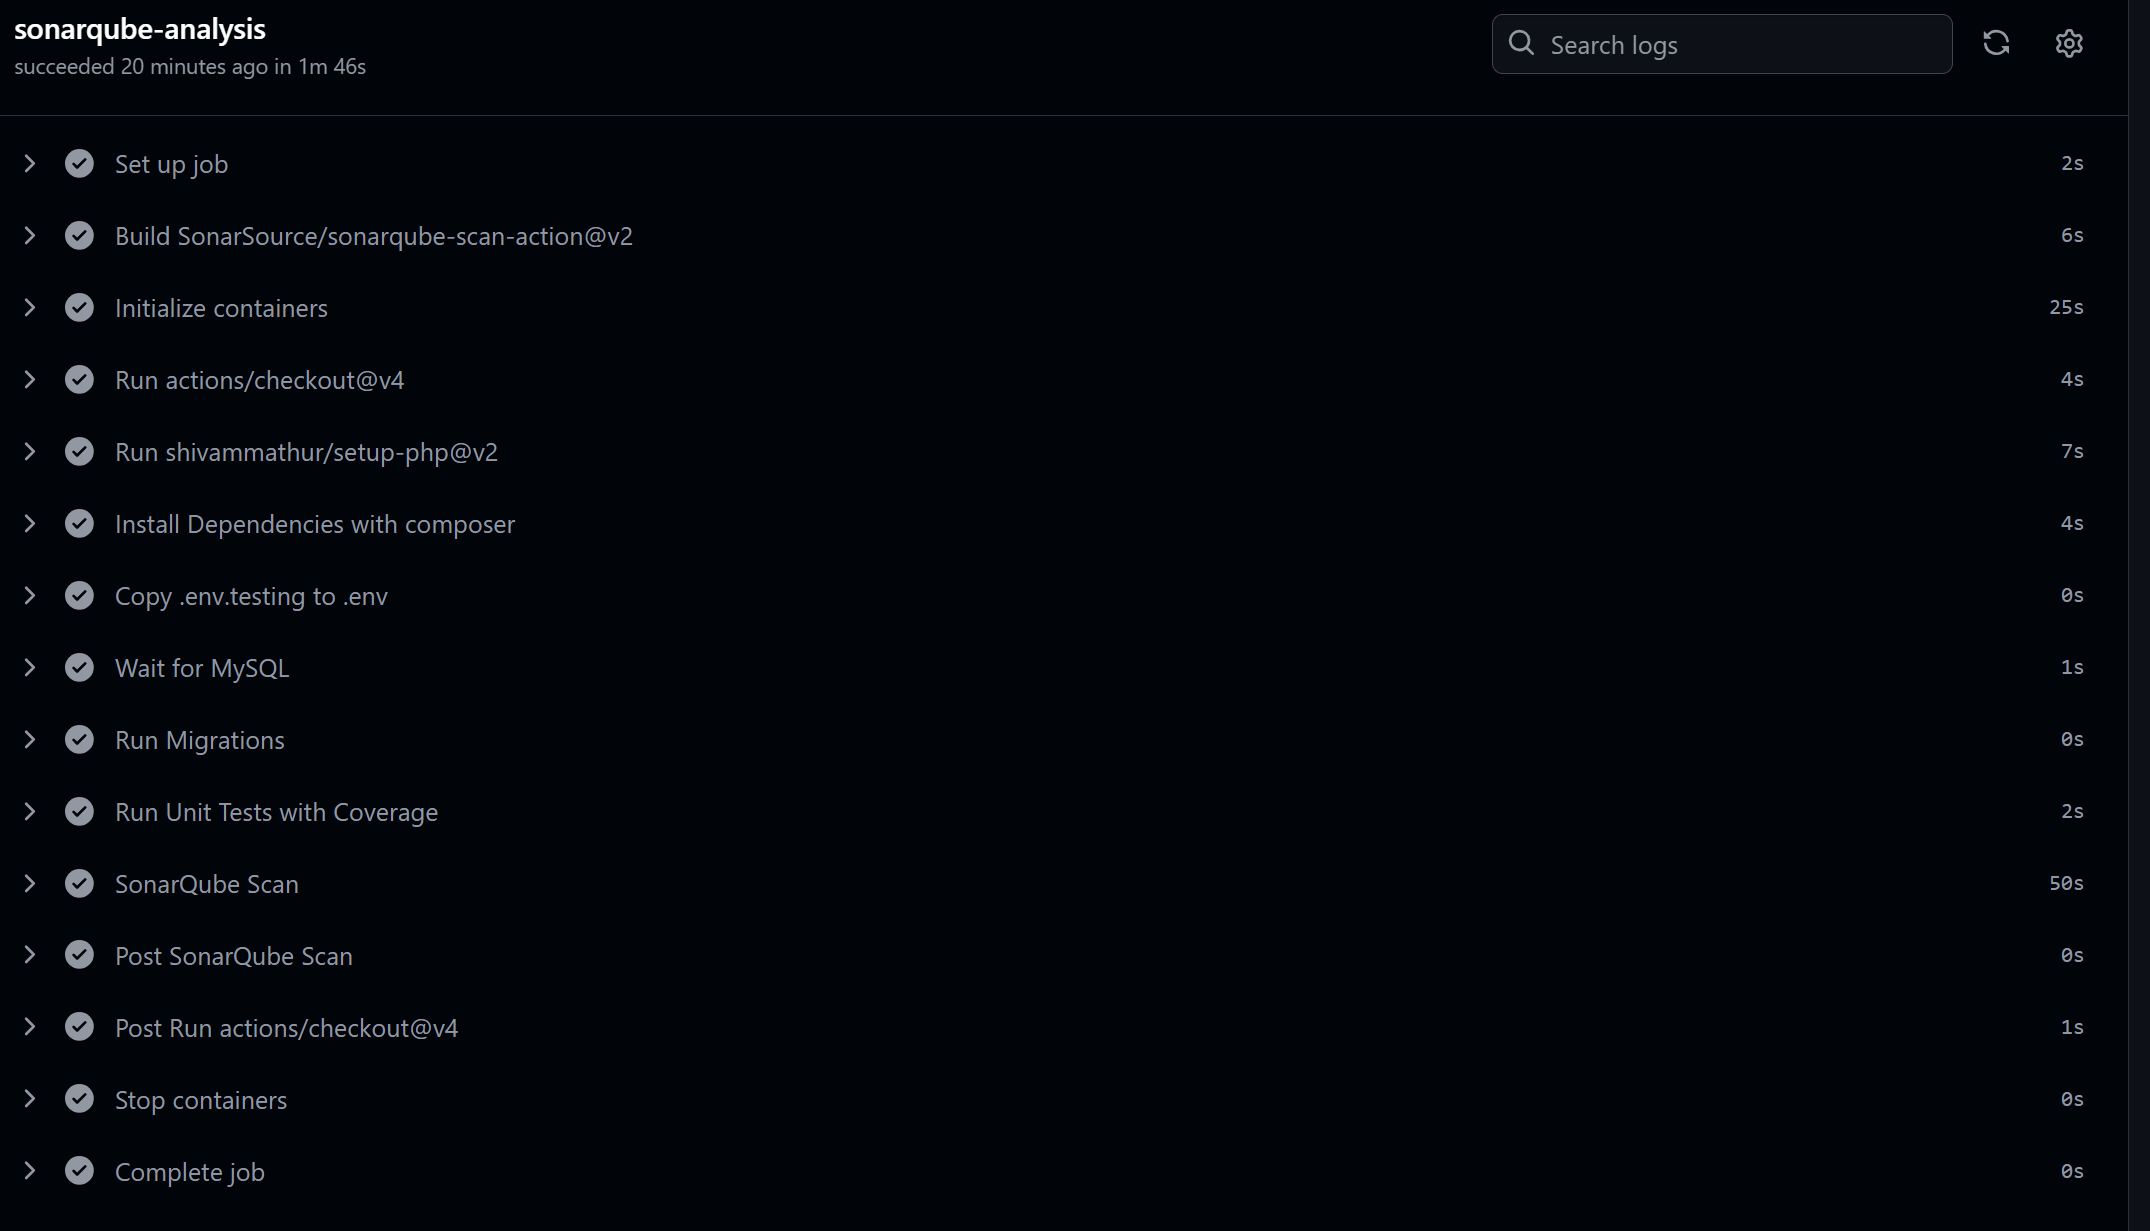 sonarqube-analysis
succeeded 20 minutes ago in 1m 46s
Search logs
Set up job 2s
Build SonarSource/sonarqube-scan-action@v2 6s
Initialize containers 25s
Run actions/checkout@v4 4s
Run shivammathur/setup-php@v2 7s
Install Dependencies with composer 4s
Copy .env.testing to .env 0s
Wait for MySQL 1s
Run Migrations 0s
Run Unit Tests with Coverage 2s
SonarQube Scan 50s
Post SonarQube Scan 0s
Post Run actions/checkout@v4 1s
Stop containers 0s
Complete job 0s